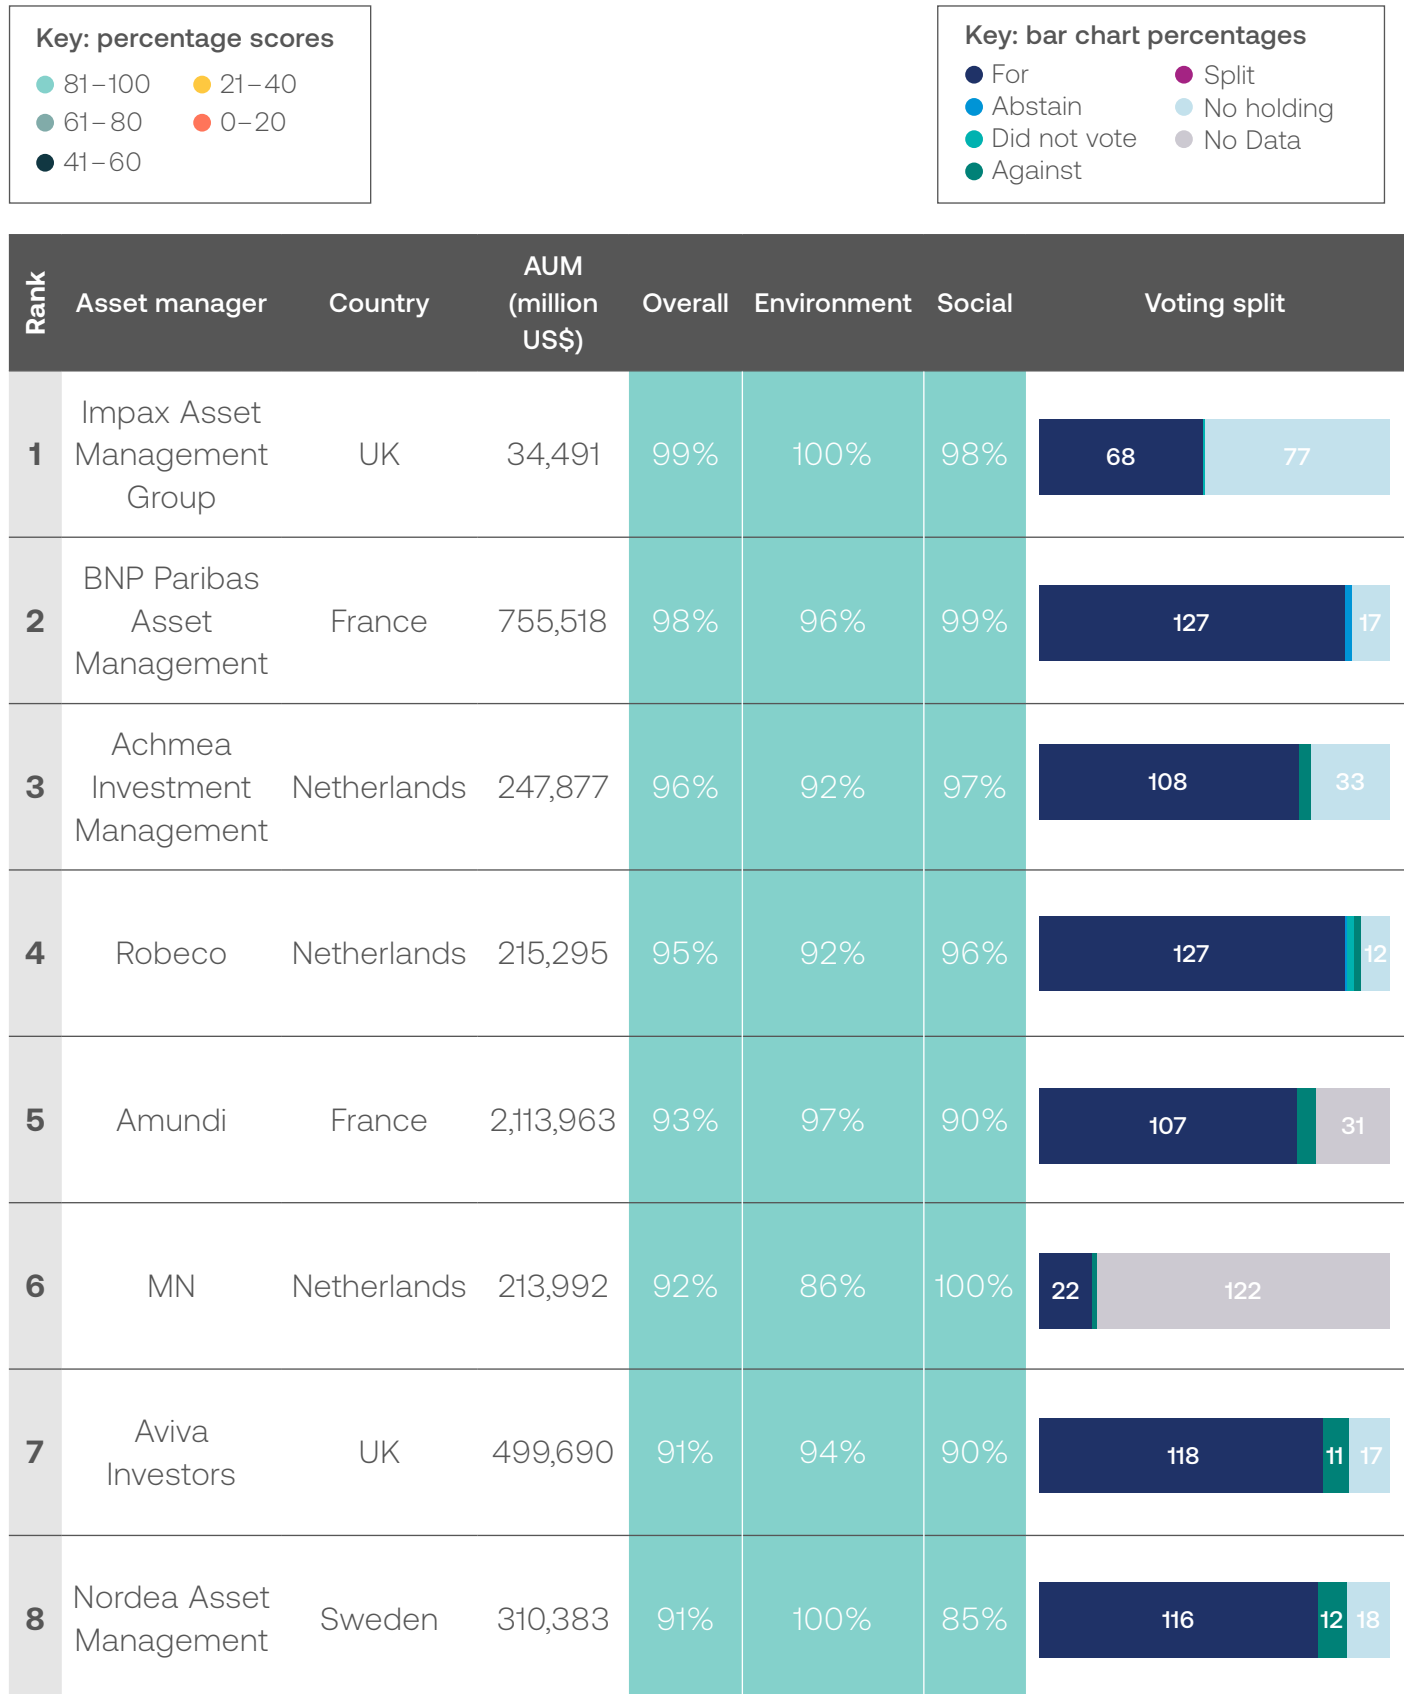 Key: percentage scores
81–100
21–40
61–80
0–20
41–60
Key: bar chart percentages
For
Split
Abstain
No holding
Did not vote
No Data
Against
Rank
Asset manager
Country
AUM
(million
US$)
Overall
Environment
Social
Voting split
1
Impax Asset
Management
Group
UK
34,491
99%
100%
98%
68
77
2
BNP Paribas
Asset
Management
France
755,518
98%
96%
99%
127
17
3
Achmea
Investment
Management
Netherlands
247,877
96%
92%
97%
108
33
4
Robeco
Netherlands
215,295
95%
92%
96%
127
12
5
Amundi
France
2,113,963
93%
97%
90%
107
31
6
MN
Netherlands
213,992
92%
86%
100%
22
122
7
Aviva
Investors
UK
499,690
91%
94%
90%
118
11
17
8
Nordea Asset
Management
Sweden
310,383
91%
100%
85%
116
12
18